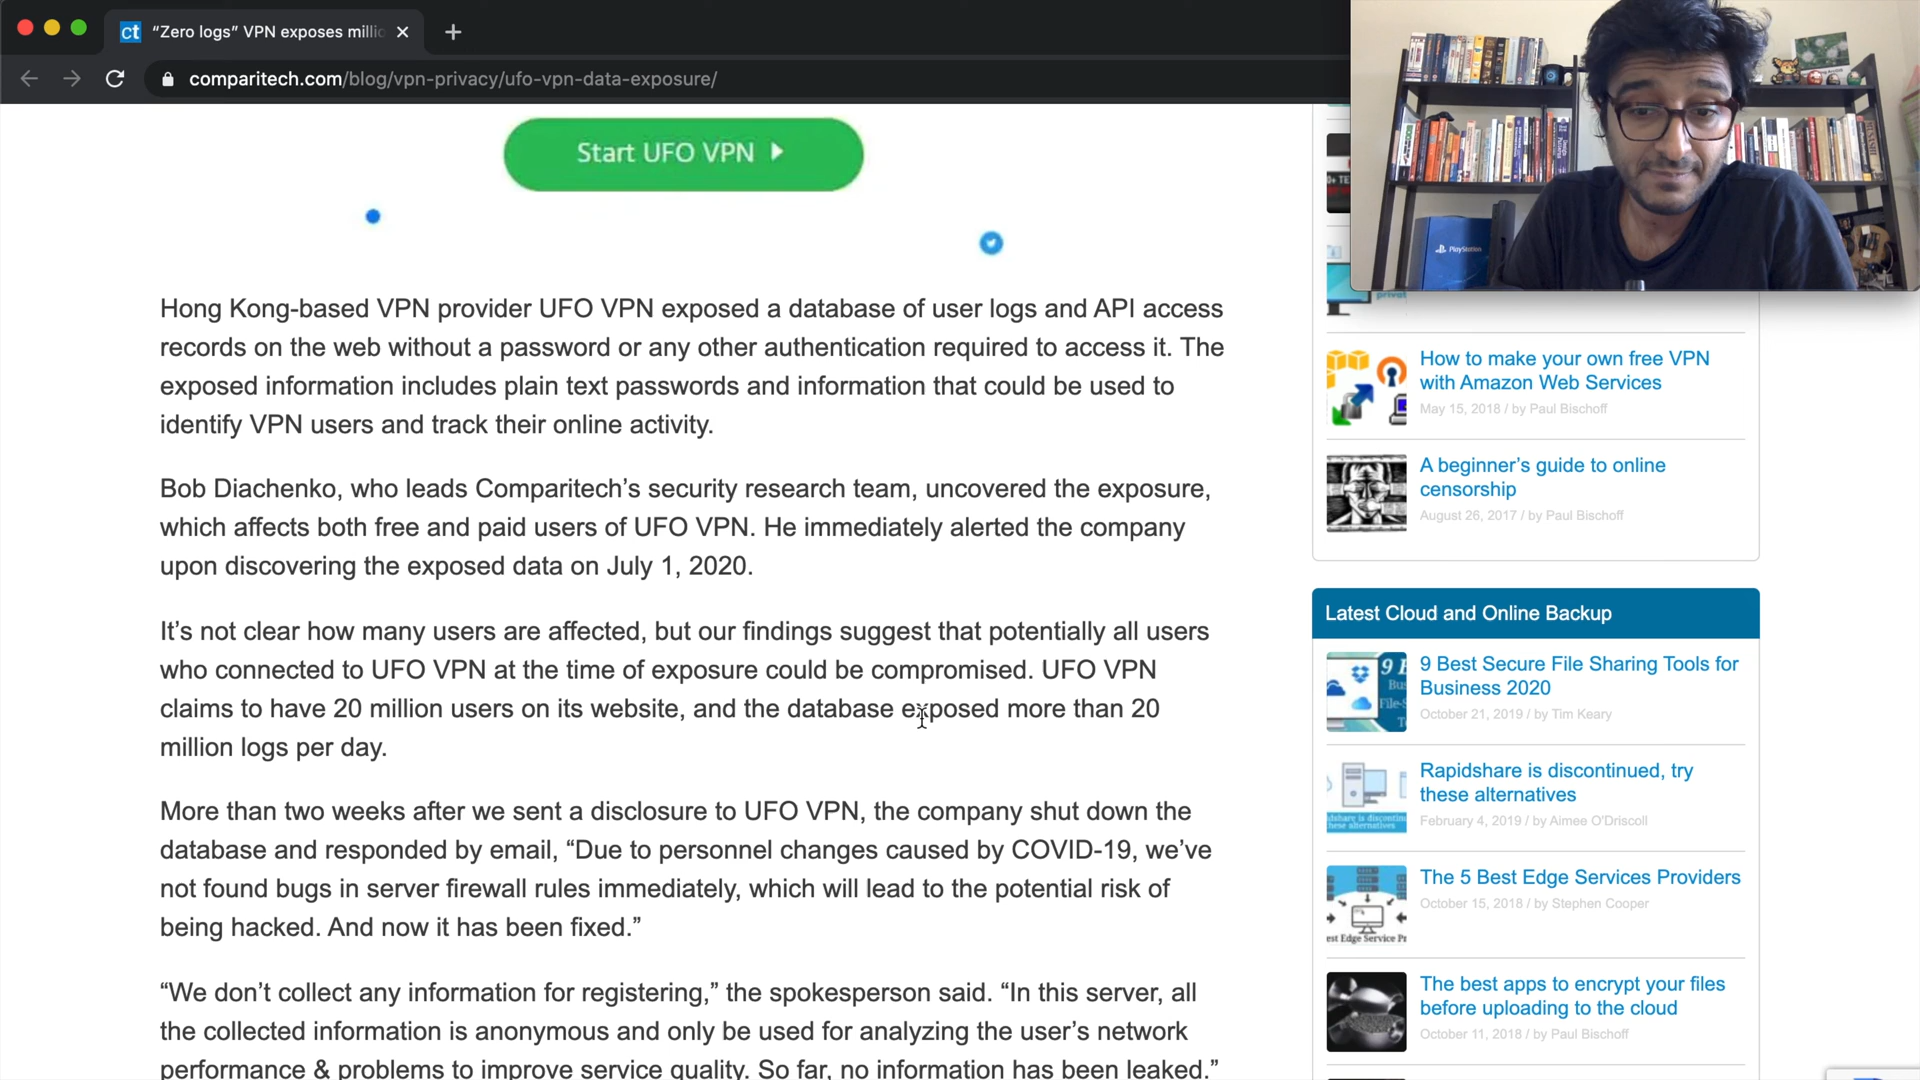 ct "Zero logs" VPN exposes millio
comparitech.com/blog/vpn-privacy/ufo-vpn-data-exposure/
Start UFO VPN
Hong Kong-based VPN provider UFO VPN exposed a database of user logs and API access
records on the web without a password or any other authentication required to access it. The
exposed information includes plain text passwords and information that could be used to
identify VPN users and track their online activity.
Bob Diachenko, who leads Comparitech’s security research team, uncovered the exposure,
which affects both free and paid users of UFO VPN. He immediately alerted the company
upon discovering the exposed data on July 1, 2020.
It’s not clear how many users are affected, but our findings suggest that potentially all users
who connected to UFO VPN at the time of exposure could be compromised. UFO VPN
claims to have 20 million users on its website, and the database exposed more than 20
million logs per day.
More than two weeks after we sent a disclosure to UFO VPN, the company shut down the
database and responded by email, “Due to personnel changes caused by COVID-19, we’ve
not found bugs in server firewall rules immediately, which will lead to the potential risk of
being hacked. And now it has been fixed.”
“We don’t collect any information for registering,” the spokesperson said. “In this server, all
the collected information is anonymous and only be used for analyzing the user’s network
performance & problems to improve service quality. So far, no information has been leaked.”
PlayStation
How to make your own free VPN
with Amazon Web Services
May 15, 2018 / by Paul Bischoff
A beginner’s guide to online
censorship
August 26, 2017 / by Paul Bischoff
Latest Cloud and Online Backup
9 Best Secure File Sharing Tools for
Business 2020
October 21, 2019 / by Tim Keary
Rapidshare is discontinued, try
these alternatives
February 4, 2019 / by Aimee O’Driscoll
The 5 Best Edge Services Providers
October 15, 2018 / by Stephen Cooper
est Edge Service Pr
The best apps to encrypt your files
before uploading to the cloud
October 11, 2018 / by Paul Bischoff